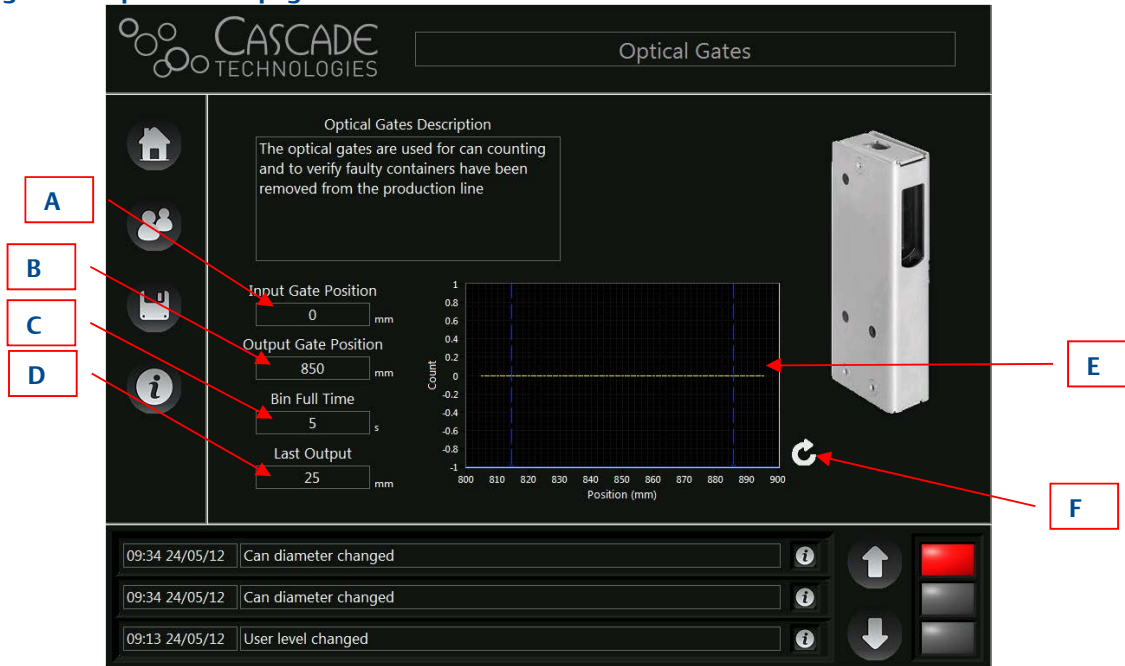 CASCADE
TECHNOLOGIES
Optical Gates
Optical Gates Description
The optical gates are used for can counting
and to verify faulty containers have been
removed from the production line
A
B
C
D
Input Gate Position
0 mm
Output Gate Position
850 mm
Bin Full Time
5 s
Last Output
25 mm
Count
1
0.8
0.6
0.4
0.2
0
-0.2
-0.4
-0.6
-0.8
-1
800 810 820 830 840 850 860 870 880 890 900
Position (mm)
E
F
09:34 24/05/12 Can diameter changed i
09:34 24/05/12 Can diameter changed i
09:13 24/05/12 User level changed i